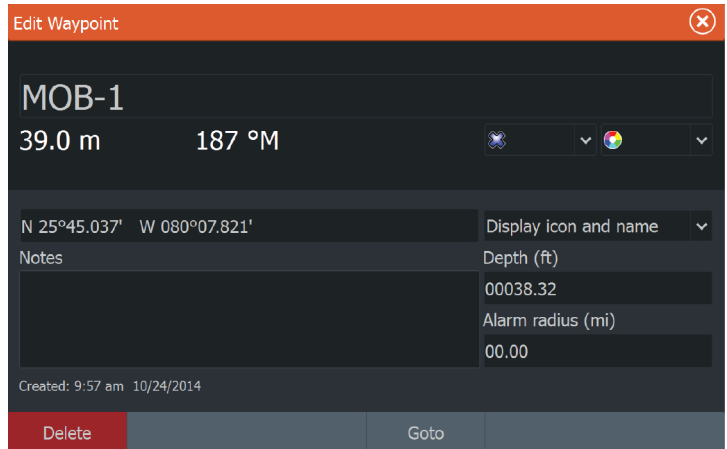 Edit Waypoint
MOB-1
39.0 m 187 °M
N 25°45.037' W 080°07.821' Display icon and name
Notes Depth (ft)
00038.32
Alarm radius (mi)
00.00
Created: 9:57 am 10/24/2014
Delete Goto